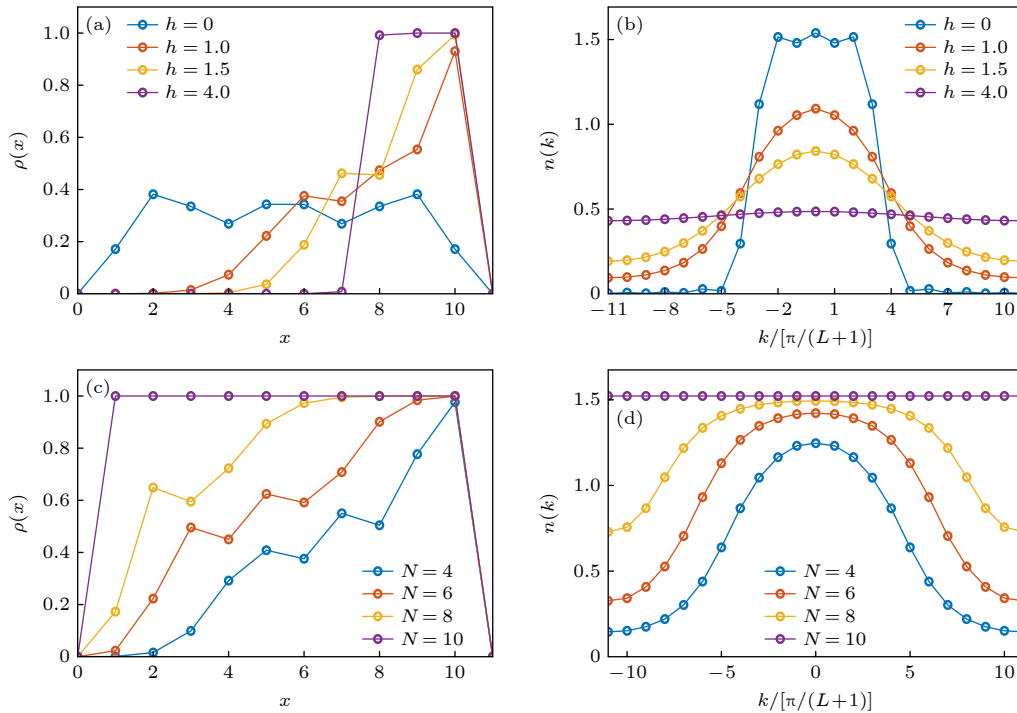 (a)
h = 0
h = 1.0
h = 1.5
h = 4.0
ρ(x)
1.0
0.8
0.6
0.4
0.2
0
0 2 4 6 8 10
x
(b)
h = 0
h = 1.0
h = 1.5
h = 4.0
n(k)
1.5
1.0
0.5
0
−11 −8 −5 −2 1 4 7 10
k/[π/(L+1)]
(c)
N = 4
N = 6
N = 8
N = 10
ρ(x)
1.0
0.8
0.6
0.4
0.2
0
0 2 4 6 8 10
x
(d)
N = 4
N = 6
N = 8
N = 10
n(k)
1.5
1.0
0.5
0
−10 −5 0 5 10
k/[π/(L+1)]